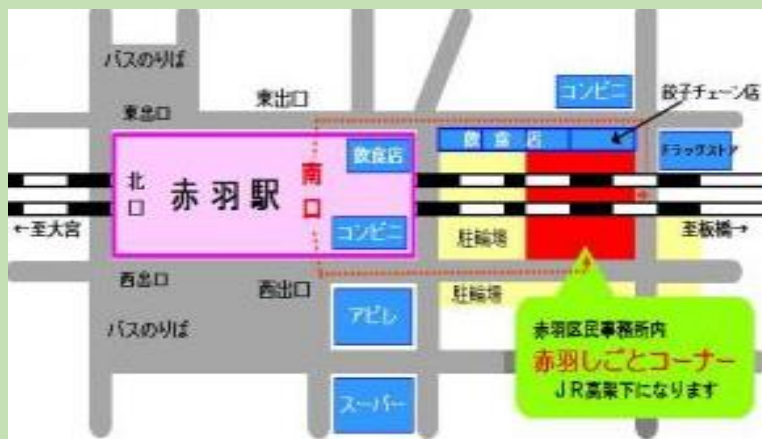 バスのりば
コンビニ
餃子チェーン店
東出口
東出口
飲食店
飲食店
ドラッグストア
北口
赤羽駅
南口
コンビニ
←至大宮
駐輪場
至板橋→
西出口
西出口
駐輪場
バスのりば
アピレ
スーパー
赤羽区民事務所内
赤羽しごとコーナー
JR高架下になります